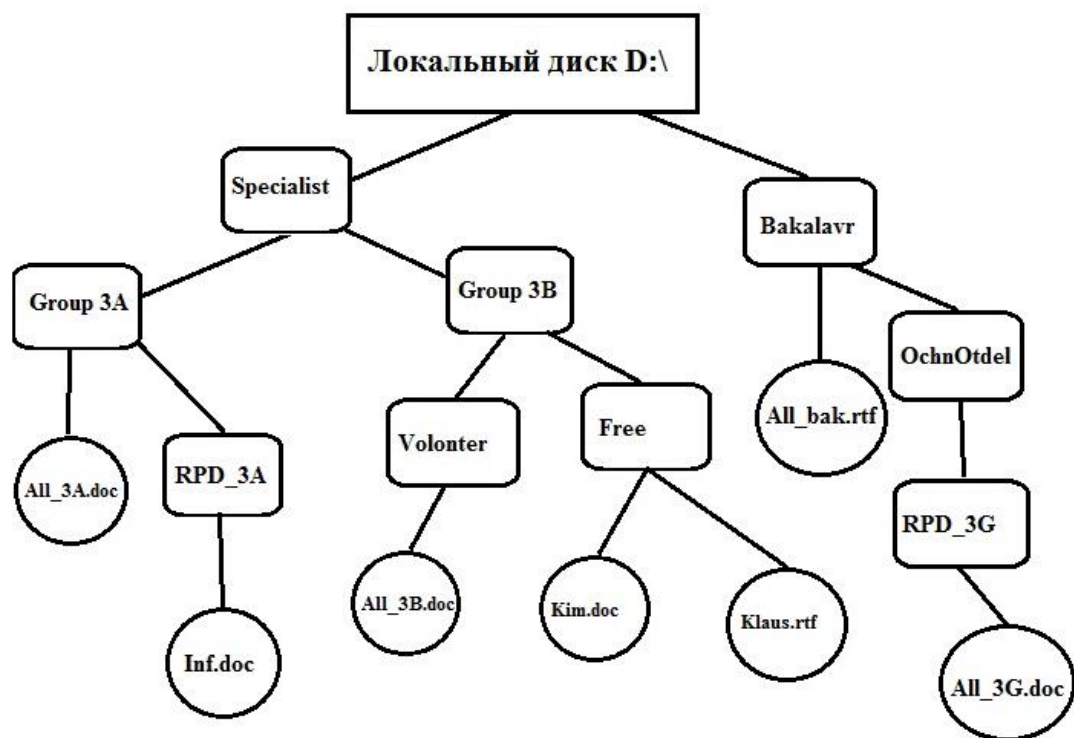 Локальный диск D:\
Specialist
Bakalavr
Group 3A
Group 3B
OchnOtdel
All_bak.rtf
Volonter
Free
All_3A.doc
RPD_3A
RPD_3G
All_3B.doc
Kim.doc
Klaus.rtf
Inf.doc
All_3G.doc